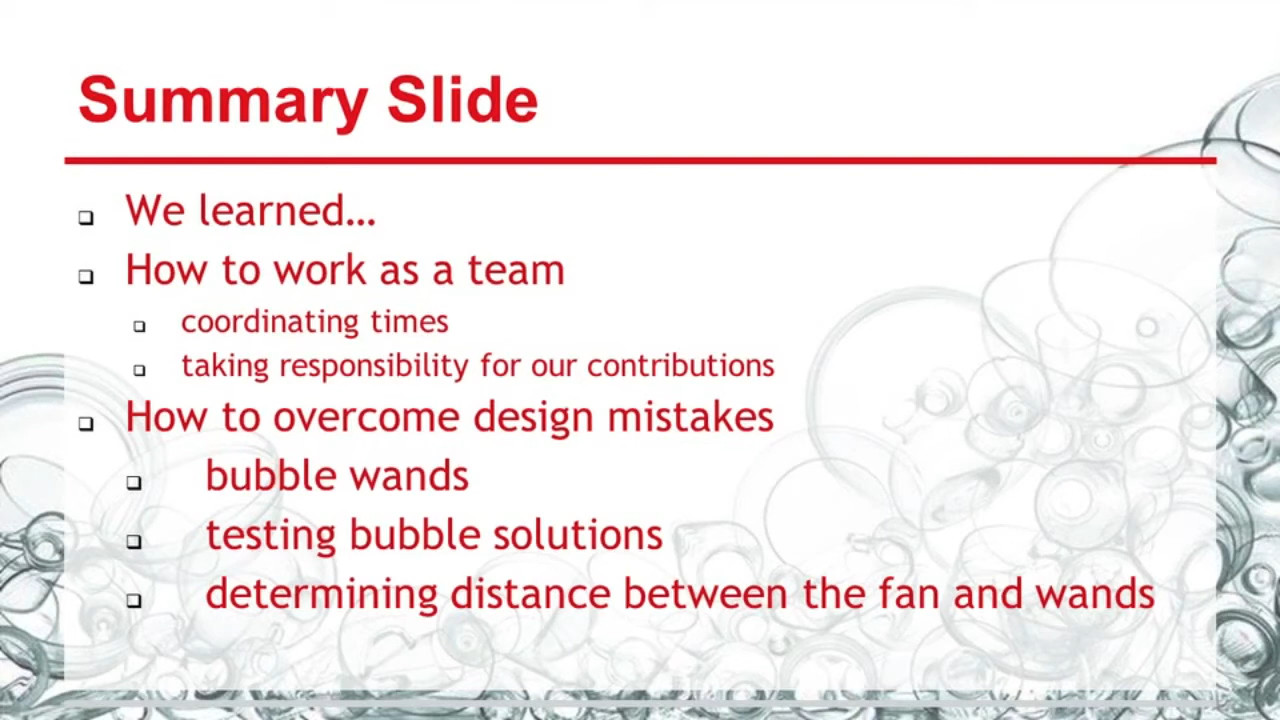 Summary Slide
We learned…
How to work as a team
coordinating times
taking responsibility for our contributions
How to overcome design mistakes
bubble wands
testing bubble solutions
determining distance between the fan and wands